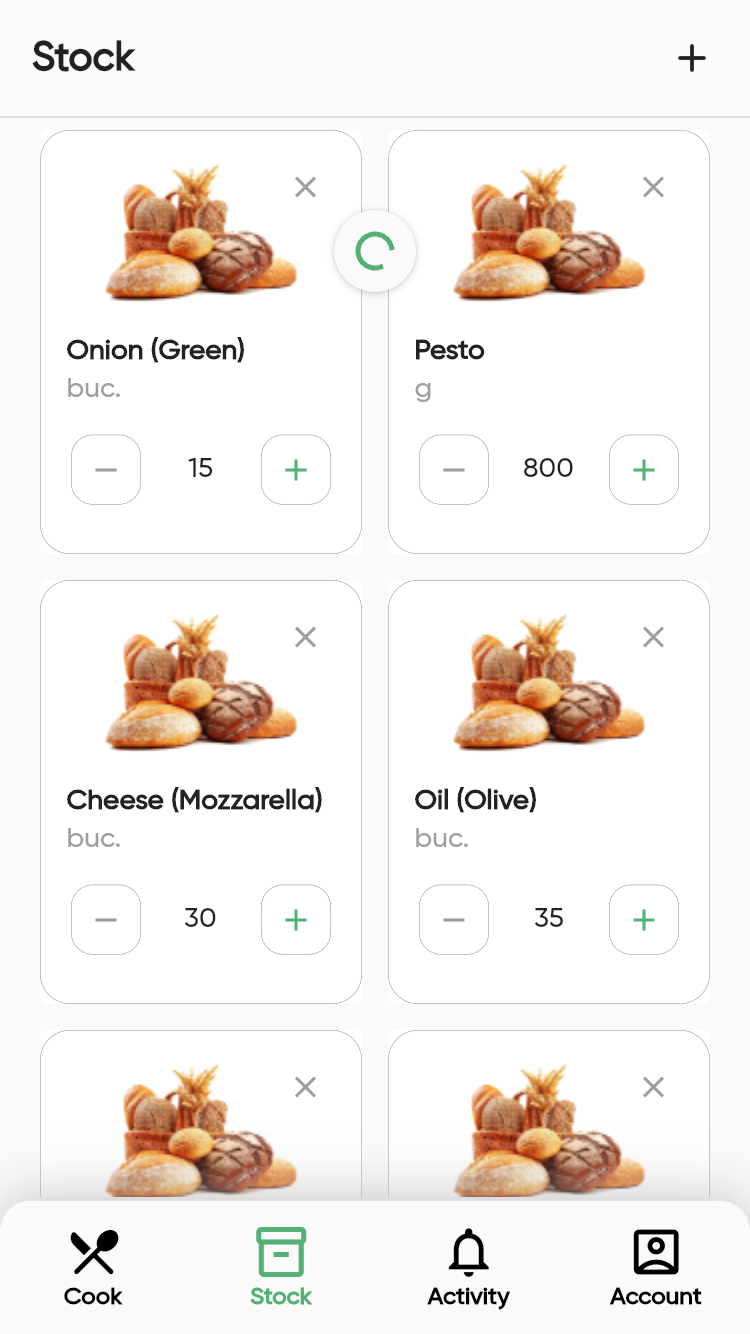 Stock
Onion (Green)
buc.
15
Pesto
g
800
Cheese (Mozzarella)
buc.
30
Oil (Olive)
buc.
35
Cook
Stock
Activity
Account